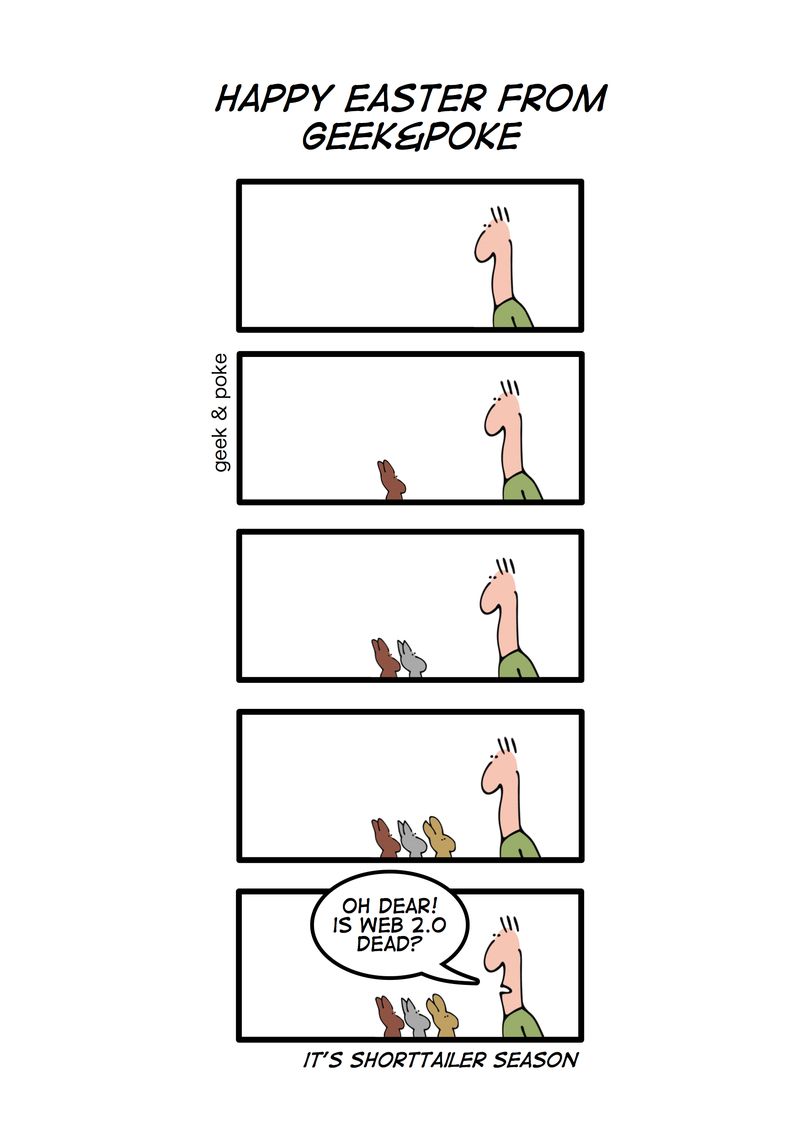 HAPPY EASTER FROM
GEEK&POKE
geek & poke
OH DEAR!
IS WEB 2.0
DEAD?
IT'S SHORTTAILER SEASON